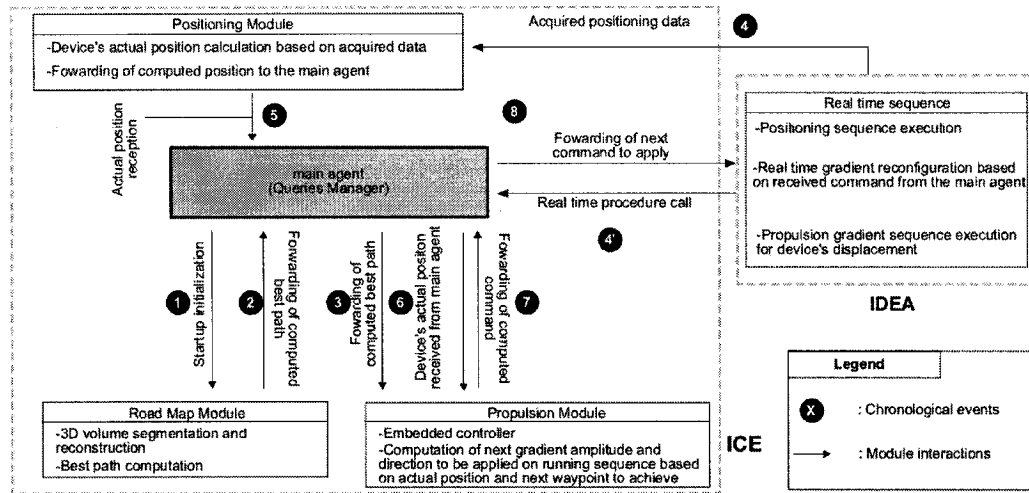 Positioning Module
-Device's actual position calculation based on acquired data
-Fowarding of computed position to the main agent
Acquired positioning data
4
Real time sequence
-Positioning sequence execution
-Real time gradient reconfiguration based
on received command from the main agent
-Propulsion gradient sequence execution
for device's displacement
IDEA
5
Actual position
reception
8
Fowarding of next
command to apply
main agent
(Queries Manager)
Real time procedure call
4'
1
Startup initialization
2
Forwarding of computed
best path
3
Fowarding of
computed best path
6
Device's actual positon
received from main agent
7
Fowarding of computed
command
Road Map Module
-3D volume segmentation and
reconstruction
-Best path computation
Propulsion Module
-Embedded controller
-Computation of next gradient amplitude and
direction to be applied on running sequence based
on actual position and next waypoint to achieve
ICE
Legend
X : Chronological events
: Module interactions